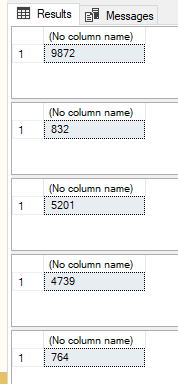 Results Messages
(No column name)
1 9872
(No column name)
1 832
(No column name)
1 5201
(No column name)
1 4739
(No column name)
1 764